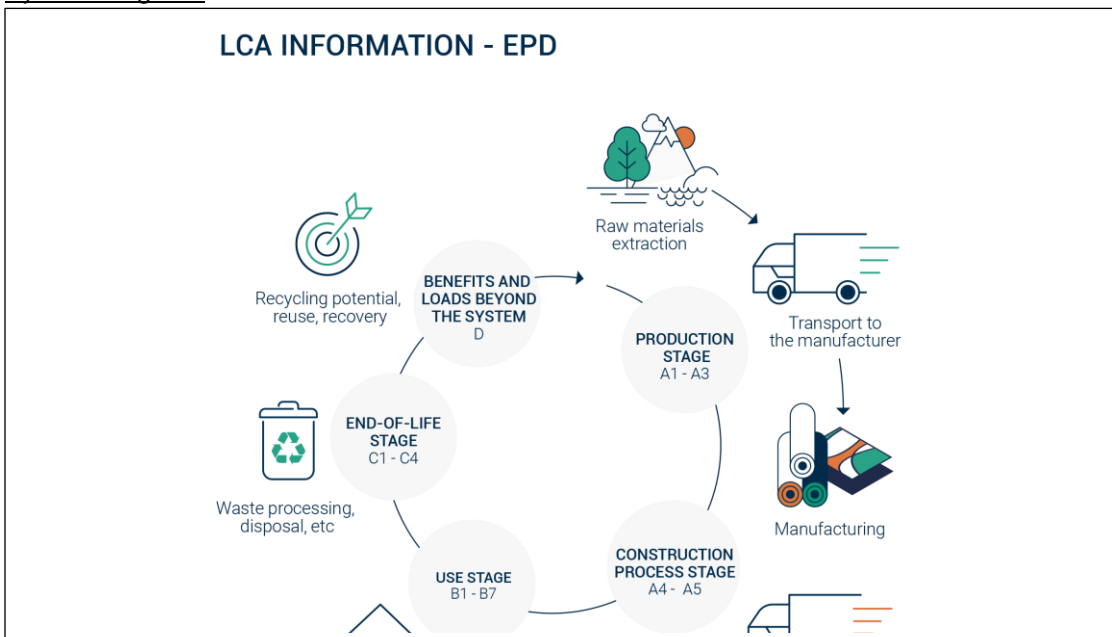 LCA INFORMATION - EPD
Raw materials
extraction
Transport to
the manufacturer
Manufacturing
PRODUCTION
STAGE
A1 - A3
CONSTRUCTION
PROCESS STAGE
A4 - A5
USE STAGE
B1 - B7
END-OF-LIFE
STAGE
C1 - C4
Waste processing,
disposal, etc
BENEFITS AND
LOADS BEYOND
THE SYSTEM
D
Recycling potential,
reuse, recovery